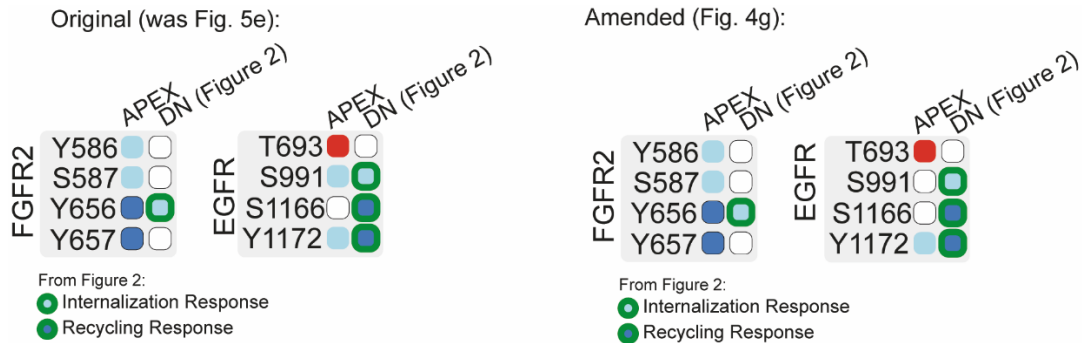 Original (was Fig. 5e):
APEX
DN (Figure 2)
FGFR2
Y586
S587
Y656
Y657
APEX
DN (Figure 2)
EGFR
T693
S991
S1166
Y1172
From Figure 2:
Internalization Response
Recycling Response
Amended (Fig. 4g):
APEX
DN (Figure 2)
FGFR2
Y586
S587
Y656
Y657
APEX
DN (Figure 2)
EGFR
T693
S991
S1166
Y1172
From Figure 2:
Internalization Response
Recycling Response